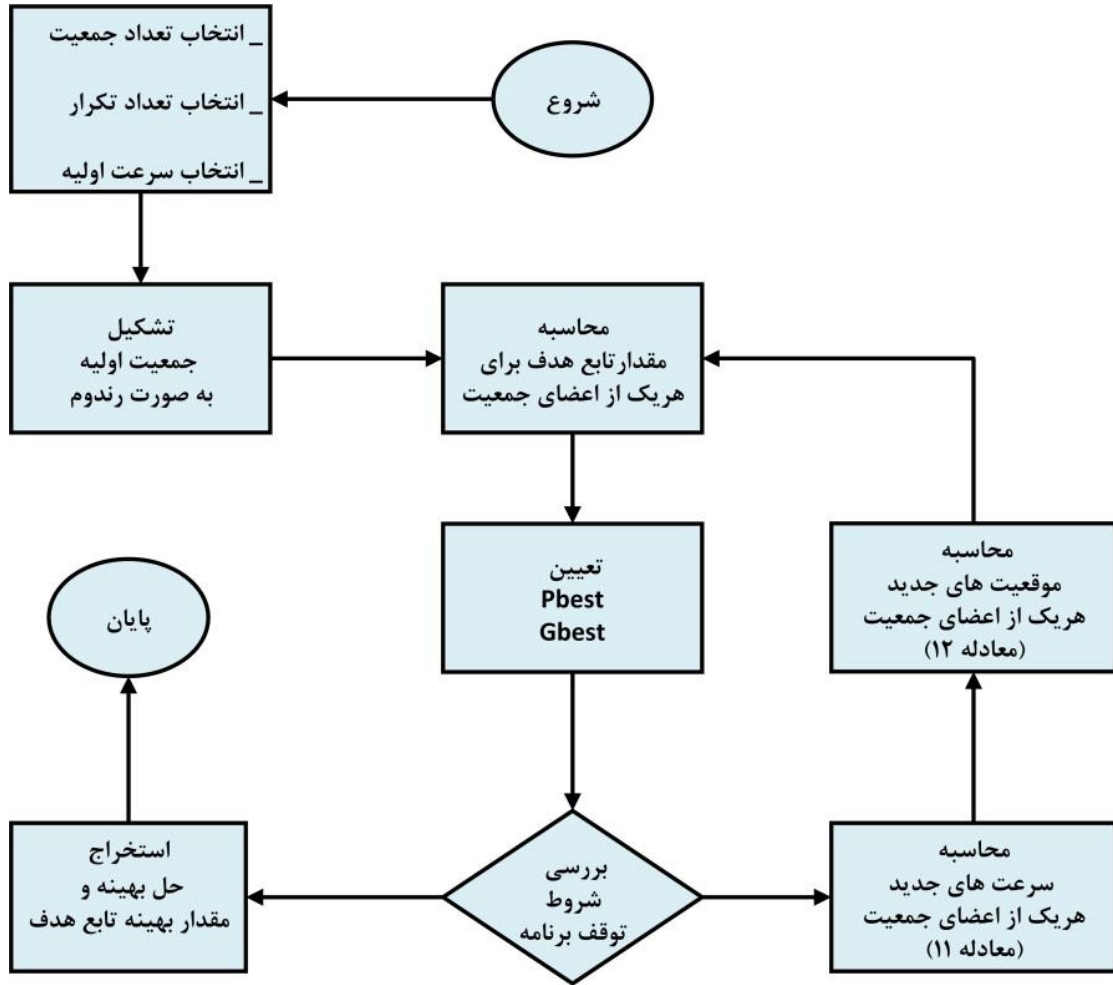 شروع
_ انتخاب تعداد جمعیت
_ انتخاب تعداد تکرار
_ انتخاب سرعت اولیه
تشکیل
جمعیت اولیه
به صورت رندوم
محاسبه
مقدار تابع هدف برای
هریک از اعضای جمعیت
تعیین
Pbest
Gbest
بررسی
شروط
توقف برنامه
محاسبه
سرعت های جدید
هریک از اعضای جمعیت
(معادله ۱۱)
محاسبه
موقعیت های جدید
هریک از اعضای جمعیت
(معادله ۱۲)
استخراج
حل بهینه و
مقدار بهینه تابع هدف
پایان